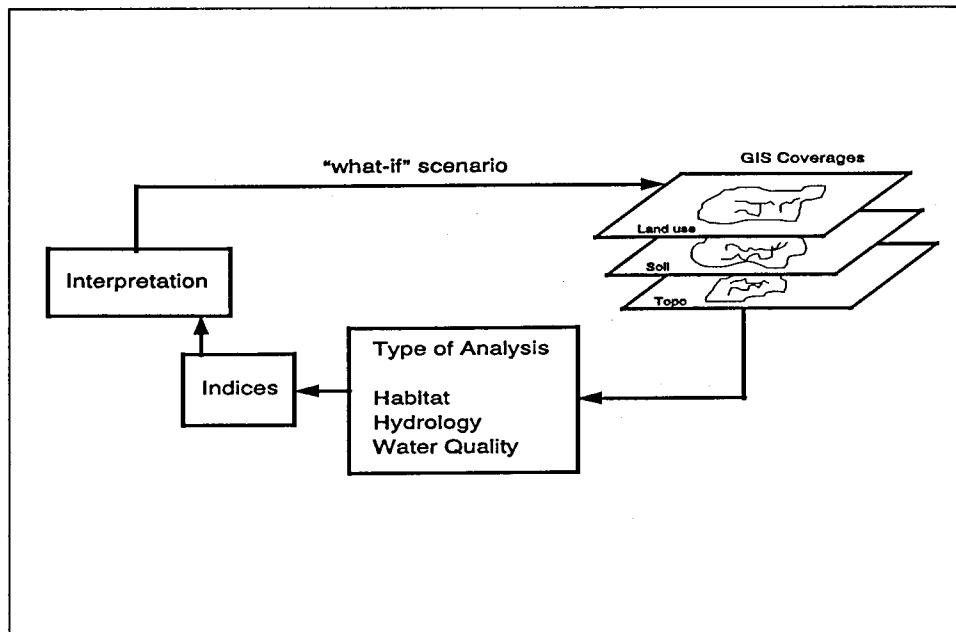 "what-if" scenario
GIS Coverages
Land use
Soil
Topo
Interpretation
Indices
Type of Analysis
Habitat
Hydrology
Water Quality